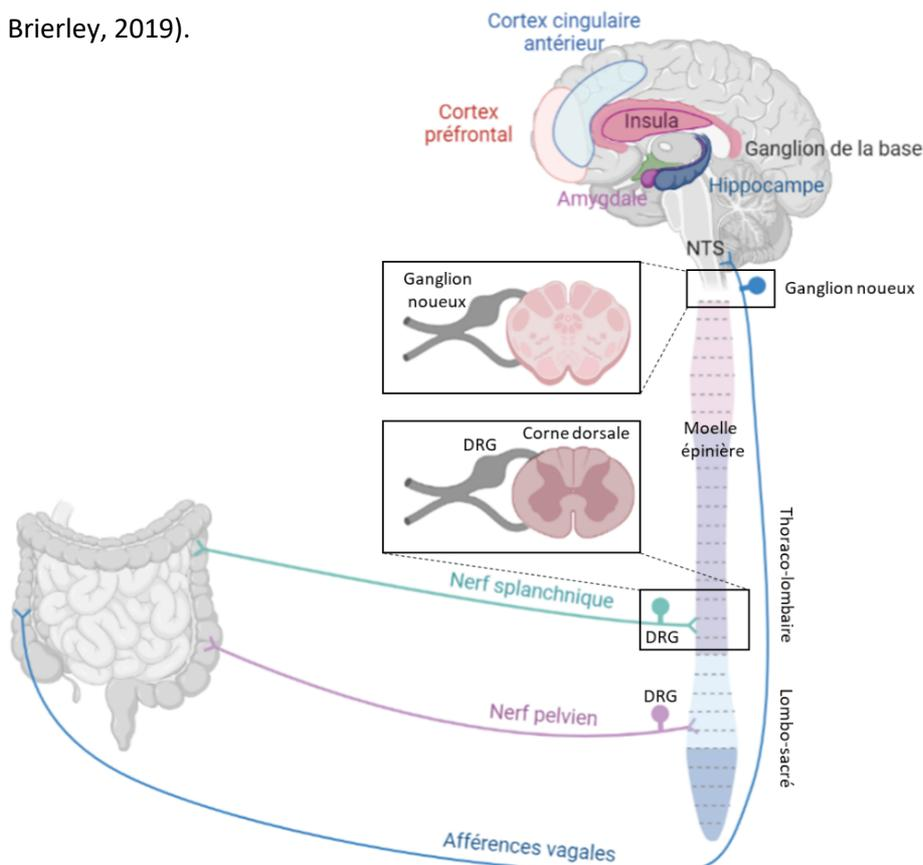 Brierley, 2019).
Cortex cingulaire
antérieur
Cortex
préfrontal
Insula
Ganglion de la base
Hippocampe
Amygdale
NTS
Ganglion noueux
Ganglion
noueux
Moelle
épinière
DRG
Corne dorsale
Thoraco-lombaire
Nerf splanchnique
DRG
Lombo-sacré
DRG
Nerf pelvien
Afférences vagales